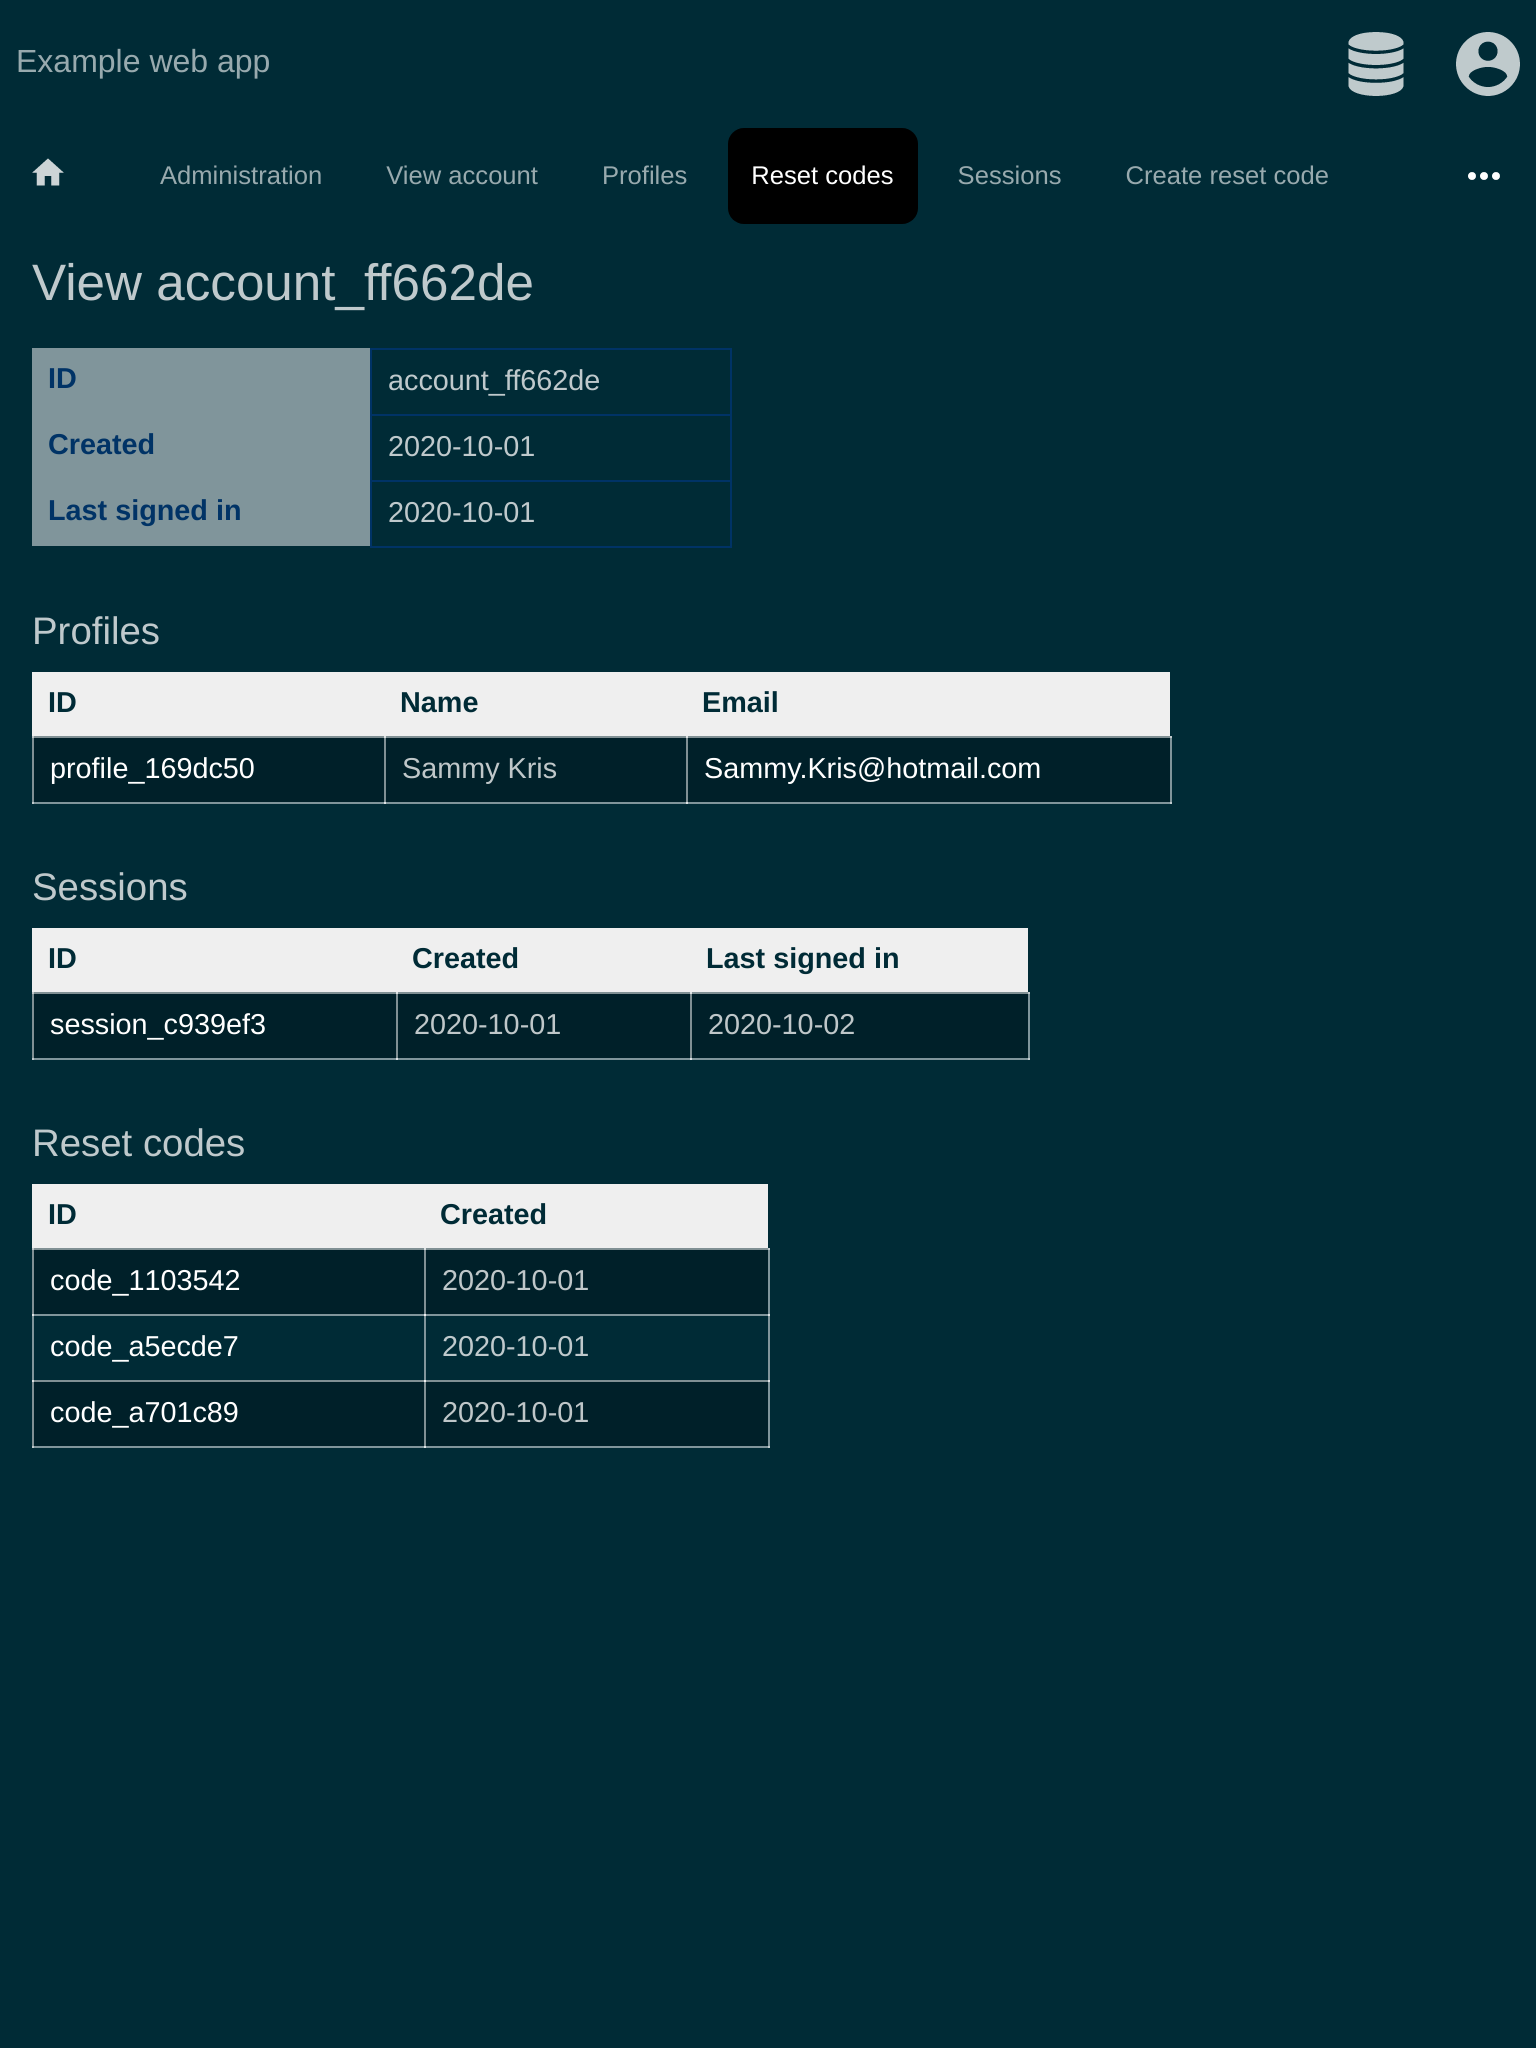 Example web app
Administration View account Profiles Reset codes Sessions Create reset code
View account_ff662de
ID account_ff662de
Created 2020-10-01
Last signed in 2020-10-01
Profiles
ID Name Email
profile_169dc50 Sammy Kris Sammy.Kris@hotmail.com
Sessions
ID Created Last signed in
session_c939ef3 2020-10-01 2020-10-02
Reset codes
ID Created
code_1103542 2020-10-01
code_a5ecde7 2020-10-01
code_a701c89 2020-10-01